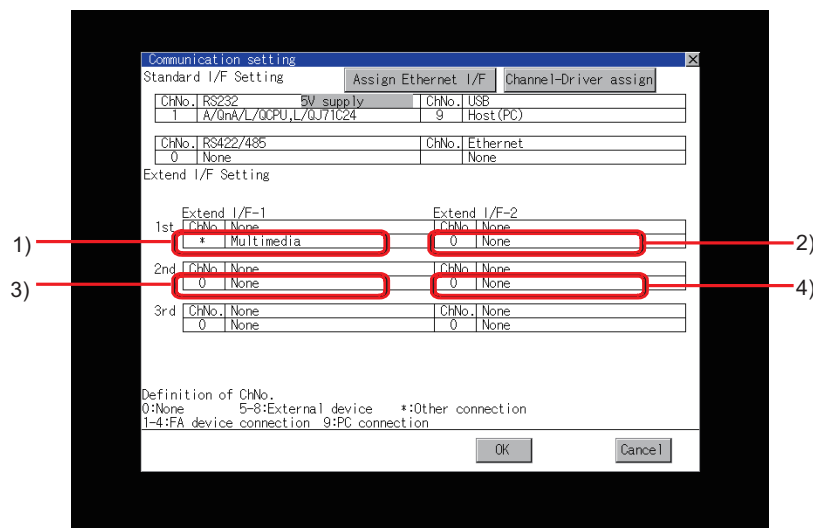 Communication setting
Standard I/F Setting Assign Ethernet I/F Channel-Driver assign
ChNo. RS232 5V supply ChNo. USB
1 A/QnA/L/QCPU,L/QJ71C24 9 Host(PC)
ChNo. RS422/485 ChNo. Ethernet
0 None None
Extend I/F Setting
Extend I/F-1 Extend I/F-2
1st ChNo. None ChNo. None
1) * Multimedia 0 None 2)
2nd ChNo. None ChNo. None
3) 0 None 0 None 4)
3rd ChNo. None ChNo. None
0 None 0 None
Definition of ChNo.
0:None 5-8:External device *:Other connection
1-4:FA device connection 9:PC connection
OK Cancel